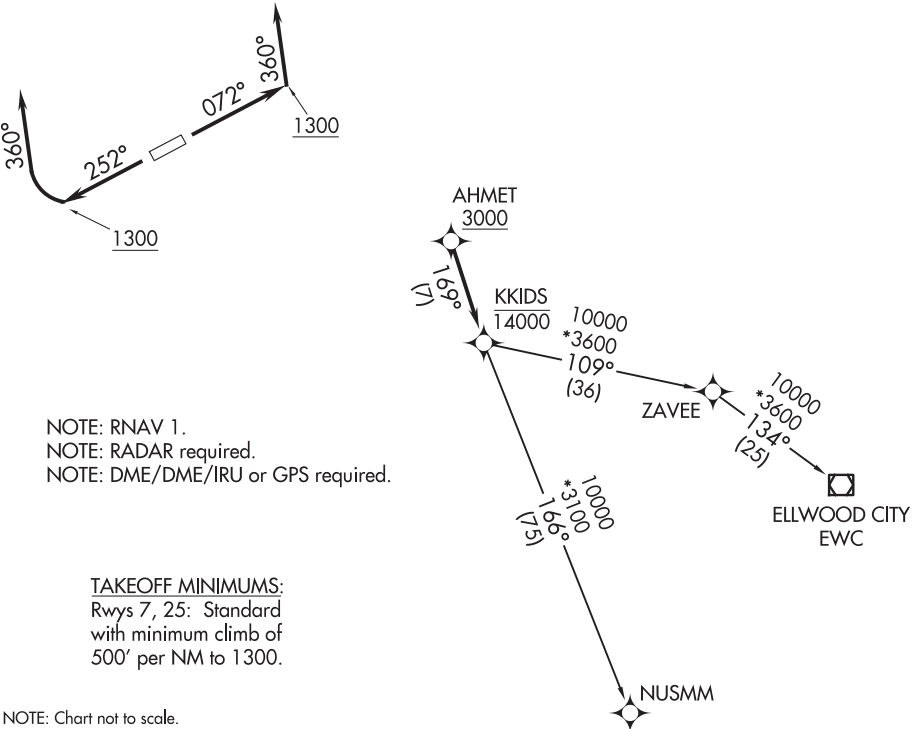 360°
072°
1300
360°
252°
1300
AHMET
3000
169°
(7)
KKIDS
14000
10000
*3600
109°
(36)
ZAVEE
10000
*3600
134°
(25)
ELLWOOD CITY
EWC
10000
*3100
166°
(75)
NUSMM
NOTE: RNAV 1.
NOTE: RADAR required.
NOTE: DME/DME/IRU or GPS required.
TAKEOFF MINIMUMS:
Rwys 7, 25: Standard
with minimum climb of
500' per NM to 1300.
NOTE: Chart not to scale.